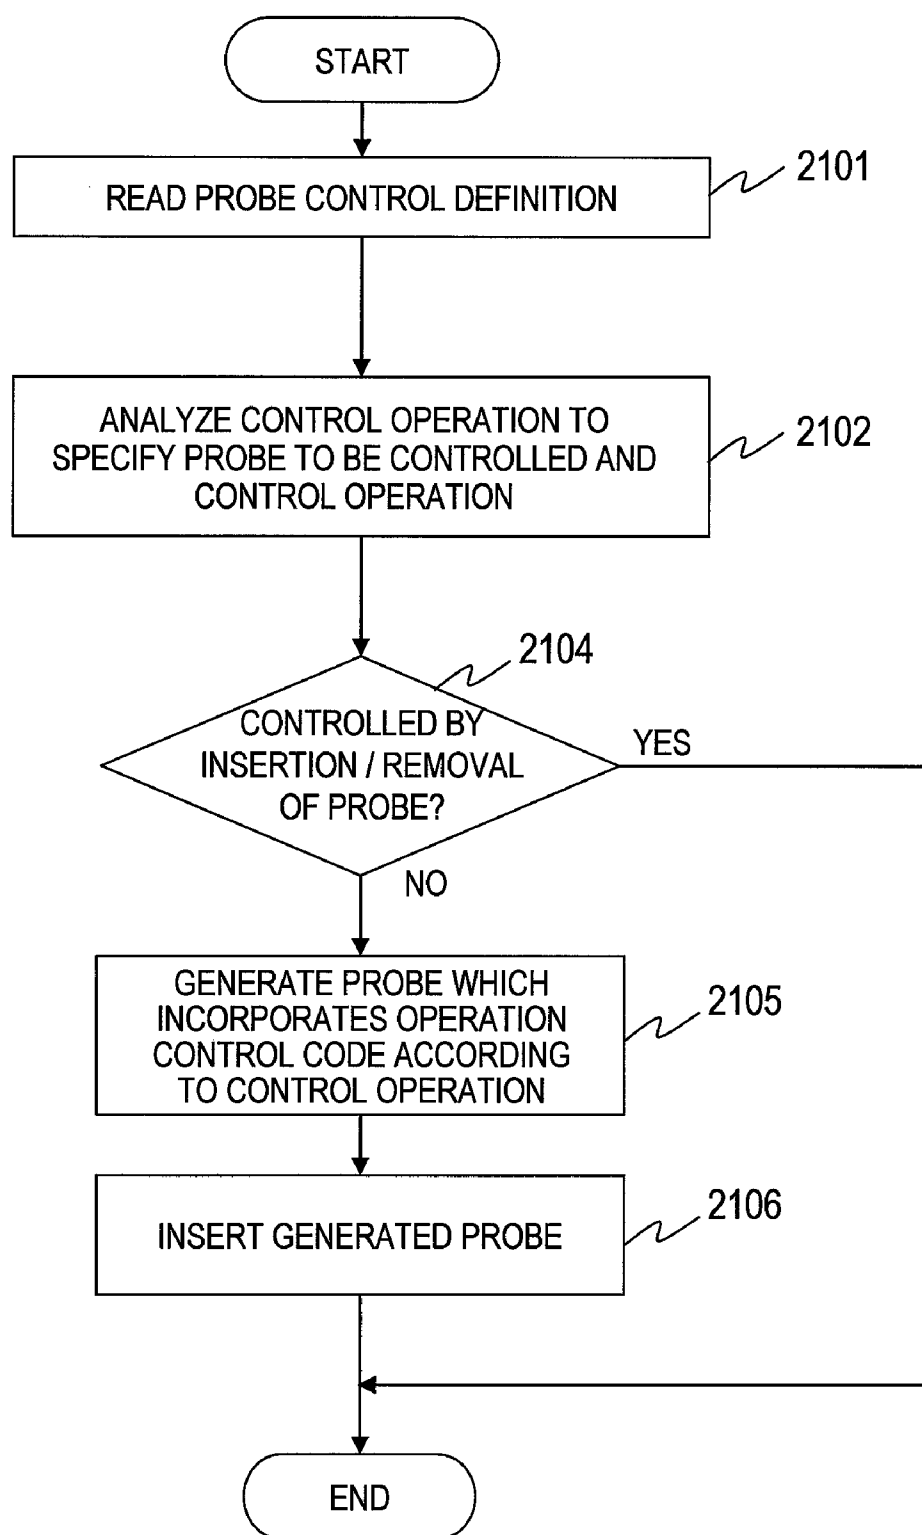 START
READ PROBE CONTROL DEFINITION
2101
ANALYZE CONTROL OPERATION TO
SPECIFY PROBE TO BE CONTROLLED AND
CONTROL OPERATION
2102
2104
CONTROLLED BY
INSERTION / REMOVAL
OF PROBE?
YES
NO
GENERATE PROBE WHICH
INCORPORATES OPERATION
CONTROL CODE ACCORDING
TO CONTROL OPERATION
2105
INSERT GENERATED PROBE
2106
END